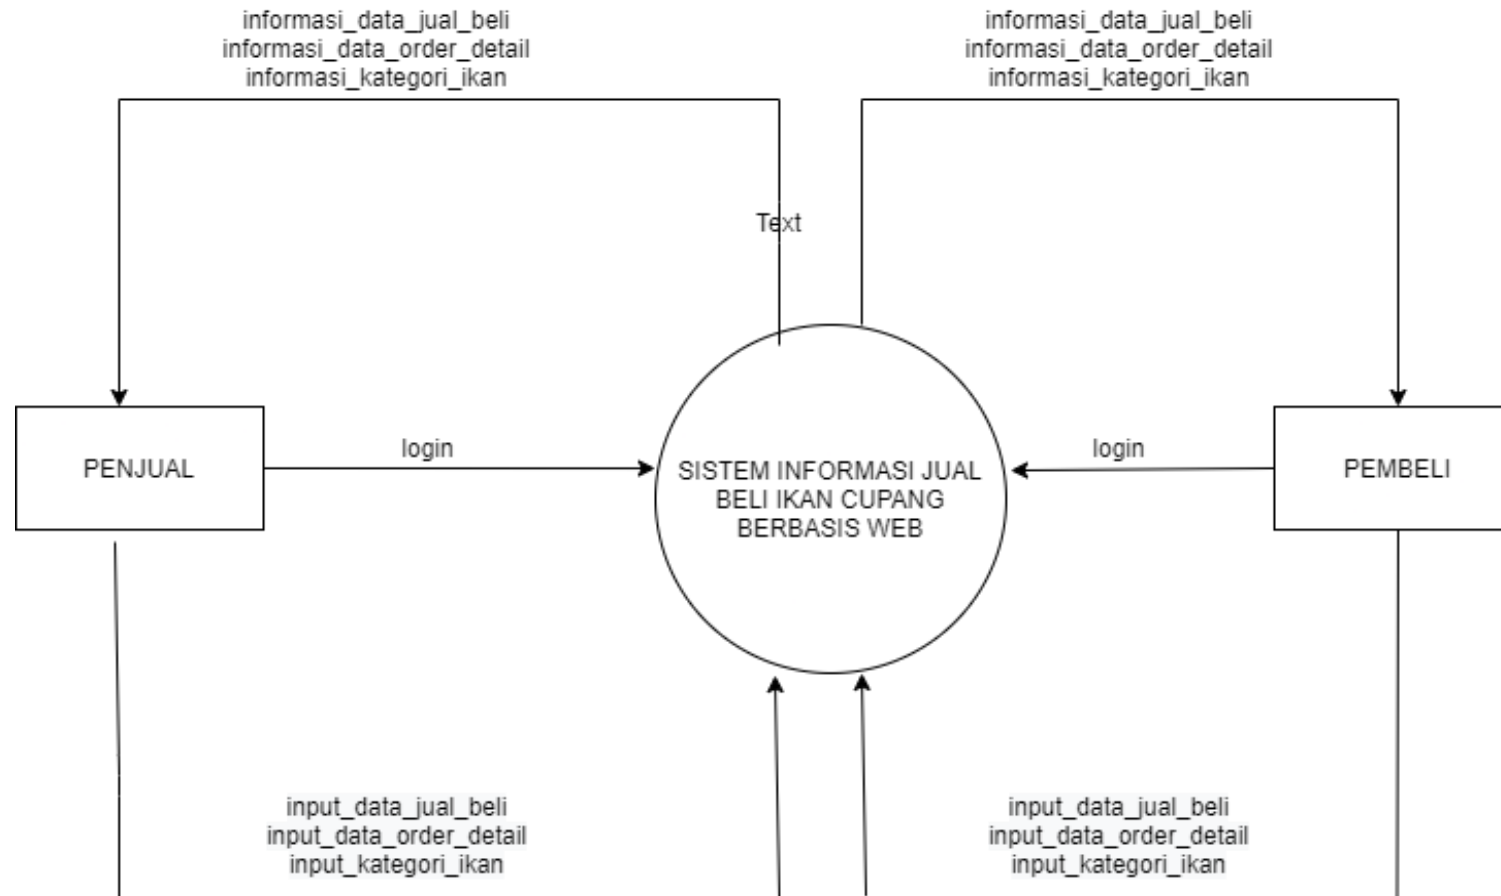 informasi_data_jual_beli
informasi_data_order_detail
informasi_kategori_ikan
informasi_data_jual_beli
informasi_data_order_detail
informasi_kategori_ikan
Text
PENJUAL
login
SISTEM INFORMASI JUAL
BELI IKAN CUPANG
BERBASIS WEB
login
PEMBELI
input_data_jual_beli
input_data_order_detail
input_kategori_ikan
input_data_jual_beli
input_data_order_detail
input_kategori_ikan